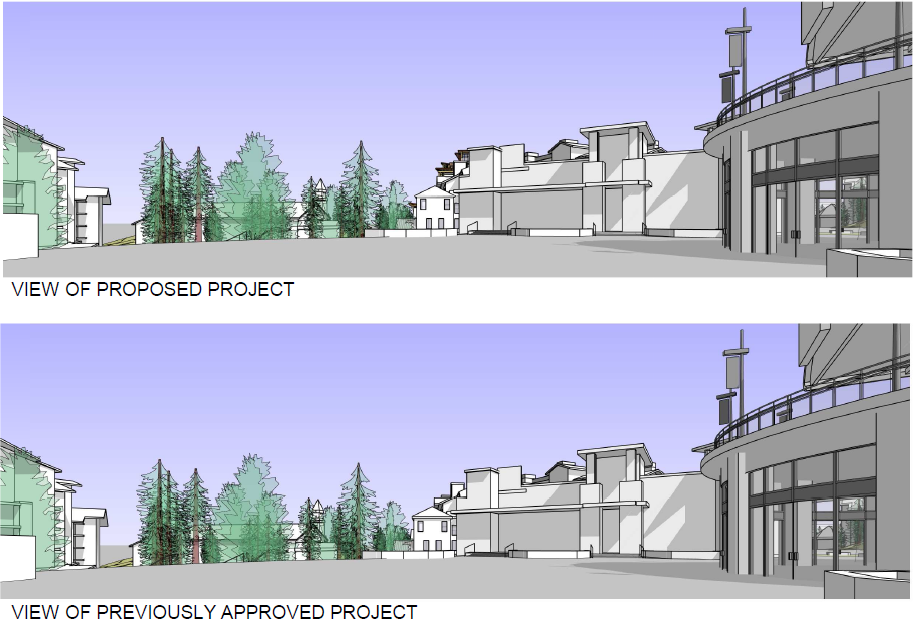 VIEW OF PROPOSED PROJECT
VIEW OF PREVIOUSLY APPROVED PROJECT